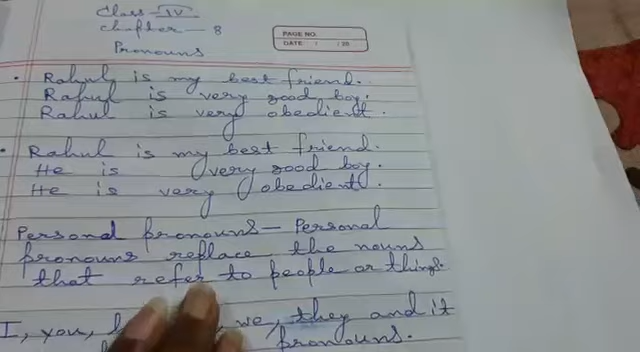 Class - IV
Chapter - 8
Pronouns
PAGE NO.
DATE : : 20
• Rahul is my best friend.
Rahul is very good boy.
Rahul is very obedient.
• Rahul is my best friend.
He is very good boy.
He is very obedient.
Personal pronouns - Personal
pronouns replace the nouns
that refer to people or things
I, you, we, they and it
pronouns.